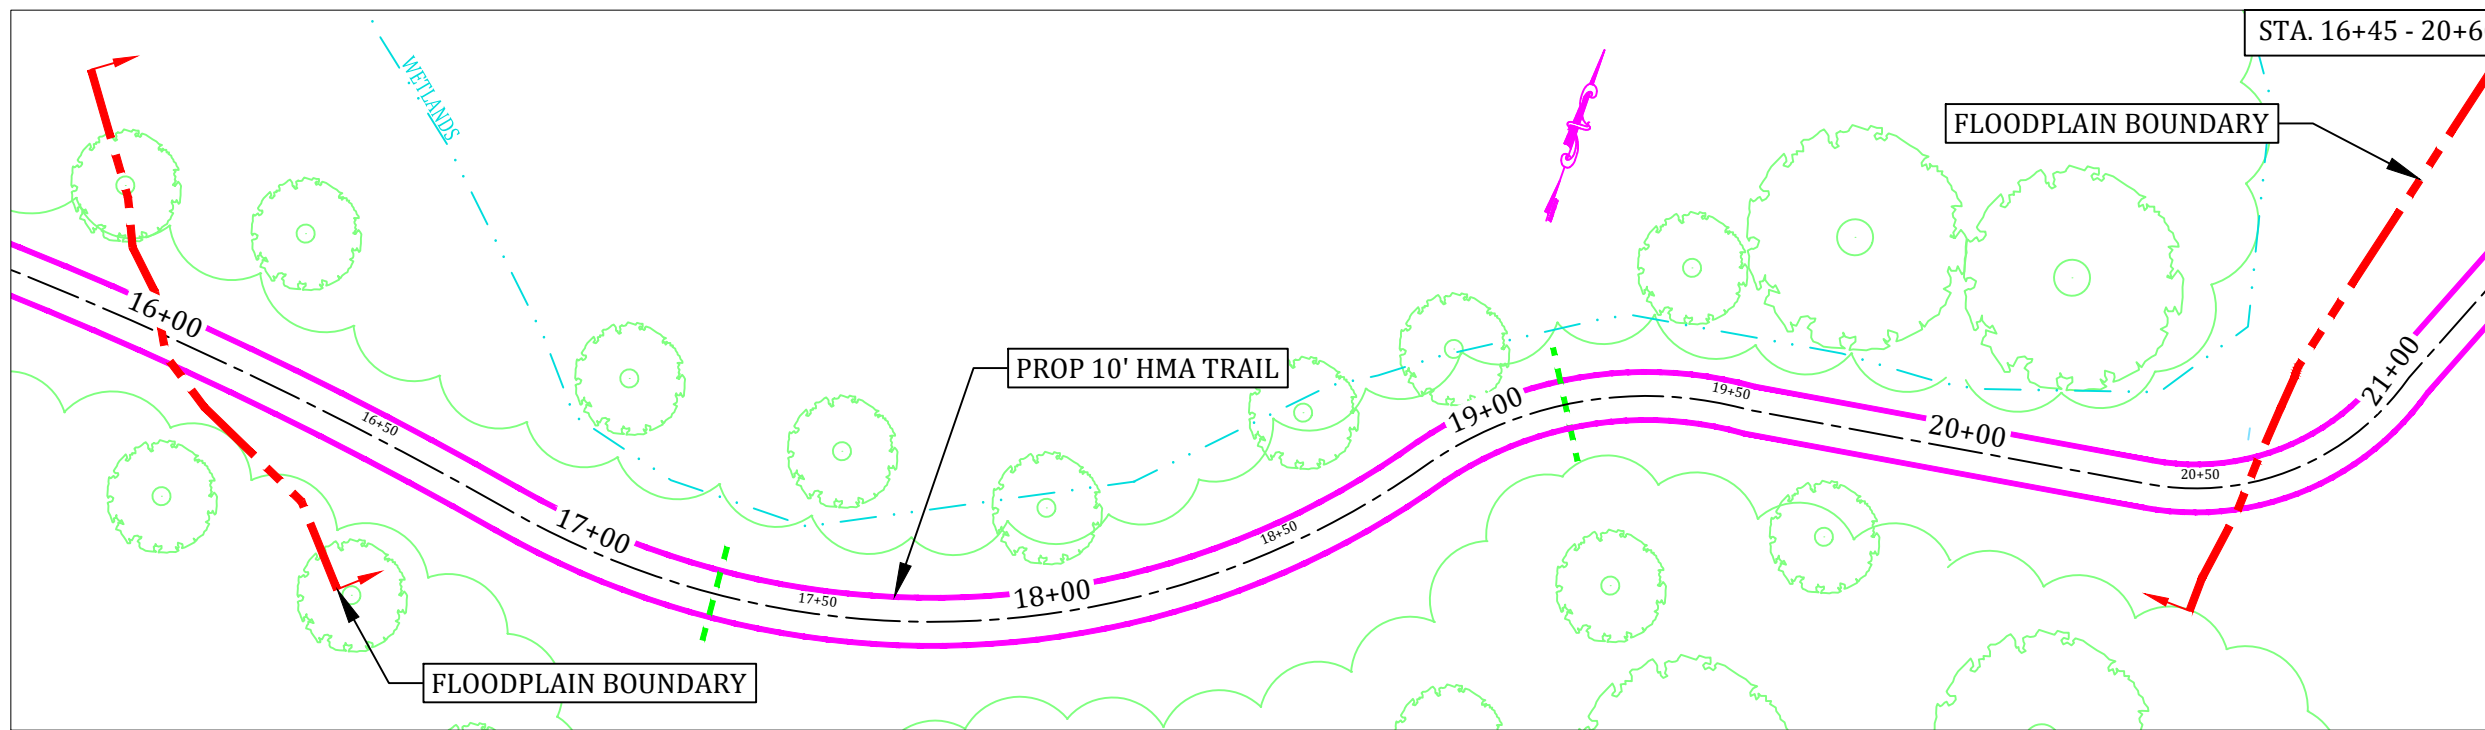 STA. 16+45 - 20+6
WETLANDS
FLOODPLAIN BOUNDARY
16+00
PROP 10' HMA TRAIL
16+50
17+00
17+50
18+00
18+50
19+00
19+50
20+00
20+50
21+00
FLOODPLAIN BOUNDARY